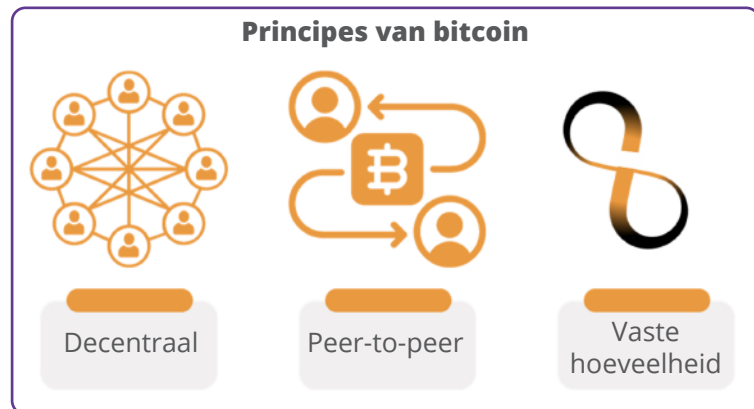 Principes van bitcoin
Decentraal
Peer-to-peer
Vaste
hoeveelheid